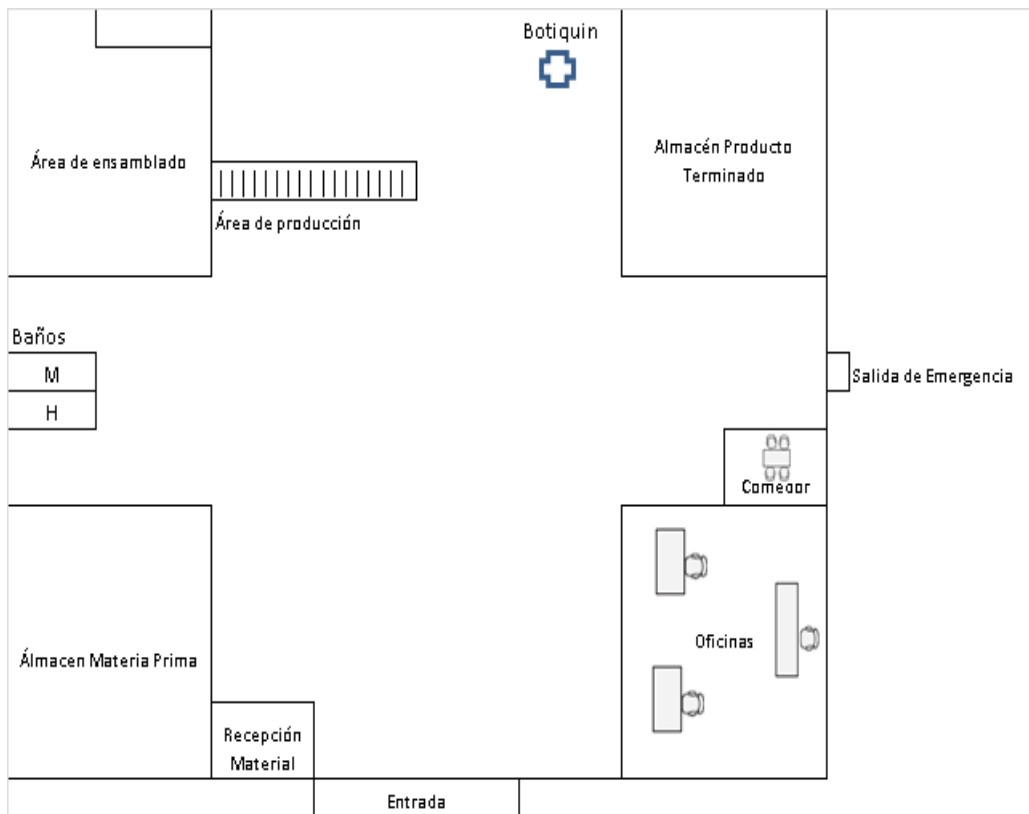 Botiquin
Área de ensamblado
Almacén Producto
Terminado
Área de producción
Baños
M
H
Salida de Emergencia
Comedor
Oficinas
Álmacen Materia Prima
Recepción
Material
Entrada